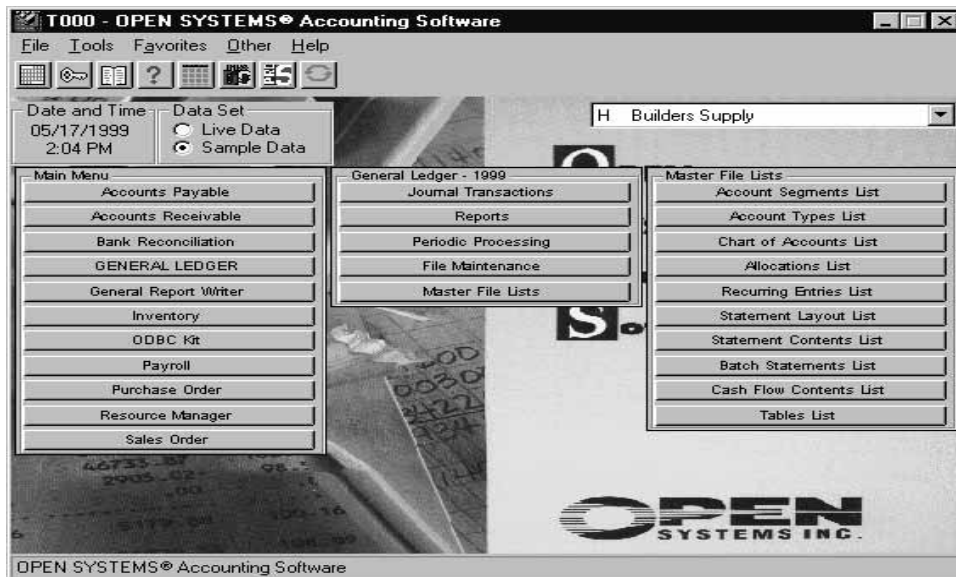 T000 - OPEN SYSTEMS® Accounting Software
File Tools Favorites Other Help
Date and Time
05/17/1999
2:04 PM
Data Set
Live Data
Sample Data
H Builders Supply
Main Menu
Accounts Payable
Accounts Receivable
Bank Reconciliation
GENERAL LEDGER
General Report Writer
Inventory
ODBC Kit
Payroll
Purchase Order
Resource Manager
Sales Order
General Ledger - 1999
Journal Transactions
Reports
Periodic Processing
File Maintenance
Master File Lists
Master File Lists
Account Segments List
Account Types List
Chart of Accounts List
Allocations List
Recurring Entries List
Statement Layout List
Statement Contents List
Batch Statements List
Cash Flow Contents List
Tables List
OPEN
SYSTEMS INC.
OPEN SYSTEMS® Accounting Software